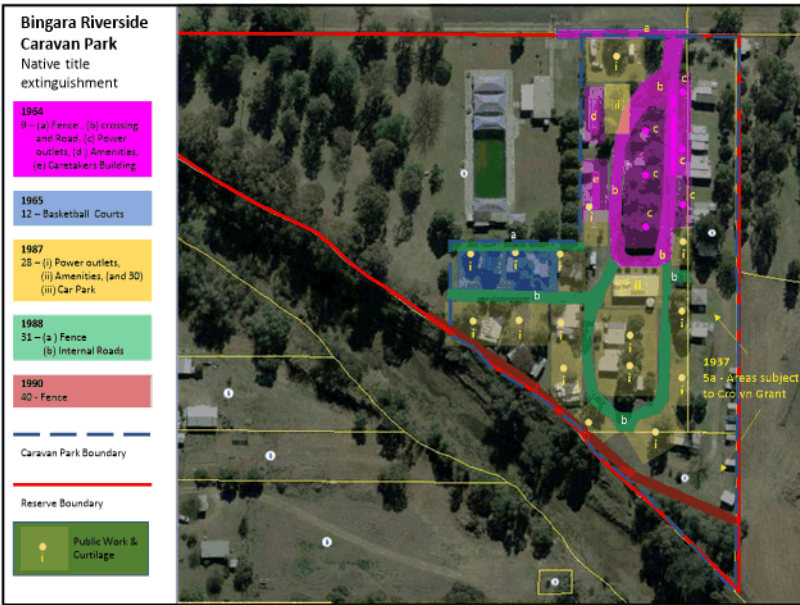 Bingara Riverside
Caravan Park
Native title
extinguishment
1964
9 – (a) Fence , (b) crossing
and Road, (c) Power
outlets, (d ) Amenities,
(e) Caretakers Building
1965
12 – Basketball Courts
1987
28 – (i) Power outlets,
(ii) Amenities, (and 30)
(iii) Car Park
1988
31 – (a ) Fence
(b) Internal Roads
1990
40 - Fence
Caravan Park Boundary
Reserve Boundary
Public Work &
Curtilage
i
a
i
b
c
ii
d
c
c
e
b
c
c
i
c
a
b
i
i
i
i
b
b
ii
i
i
i
i
i
i
i
1937
5a - Areas subject
to Crown Grant
i
b
i
i